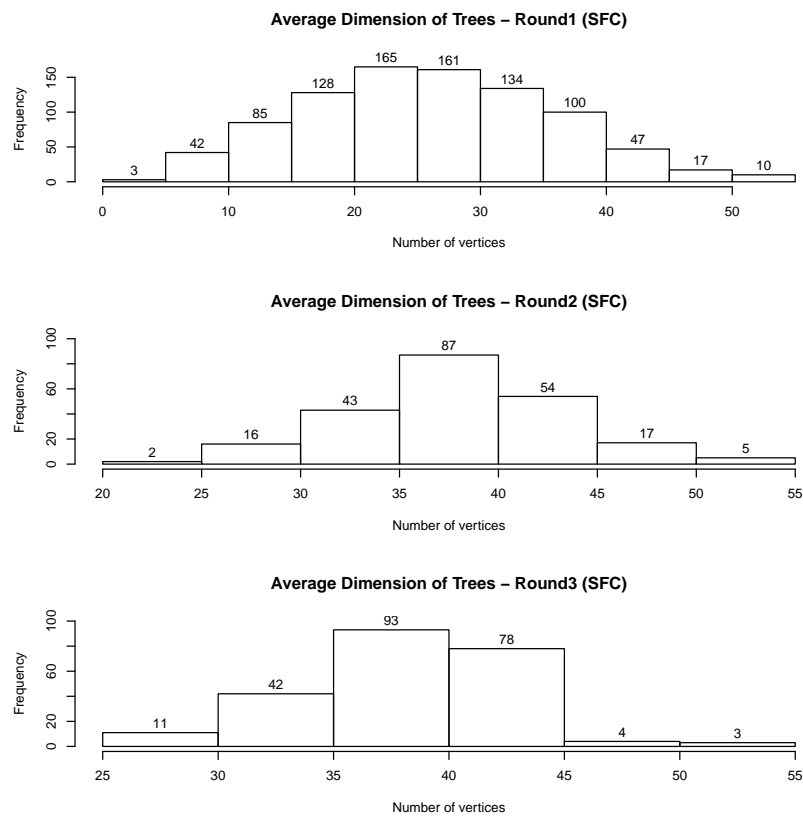 Average Dimension of Trees − Round1 (SFC)
Frequency
0 50 100 150
3 42 85 128 165 161 134 100 47 17 10
0 10 20 30 40 50
Number of vertices
Average Dimension of Trees − Round2 (SFC)
Frequency
20 60 100
0
2 16 43 87 54 17 5
20 25 30 35 40 45 50 55
Number of vertices
Average Dimension of Trees − Round3 (SFC)
Frequency
0 20 60 100
11 42 93 78 4 3
25 30 35 40 45 50 55
Number of vertices